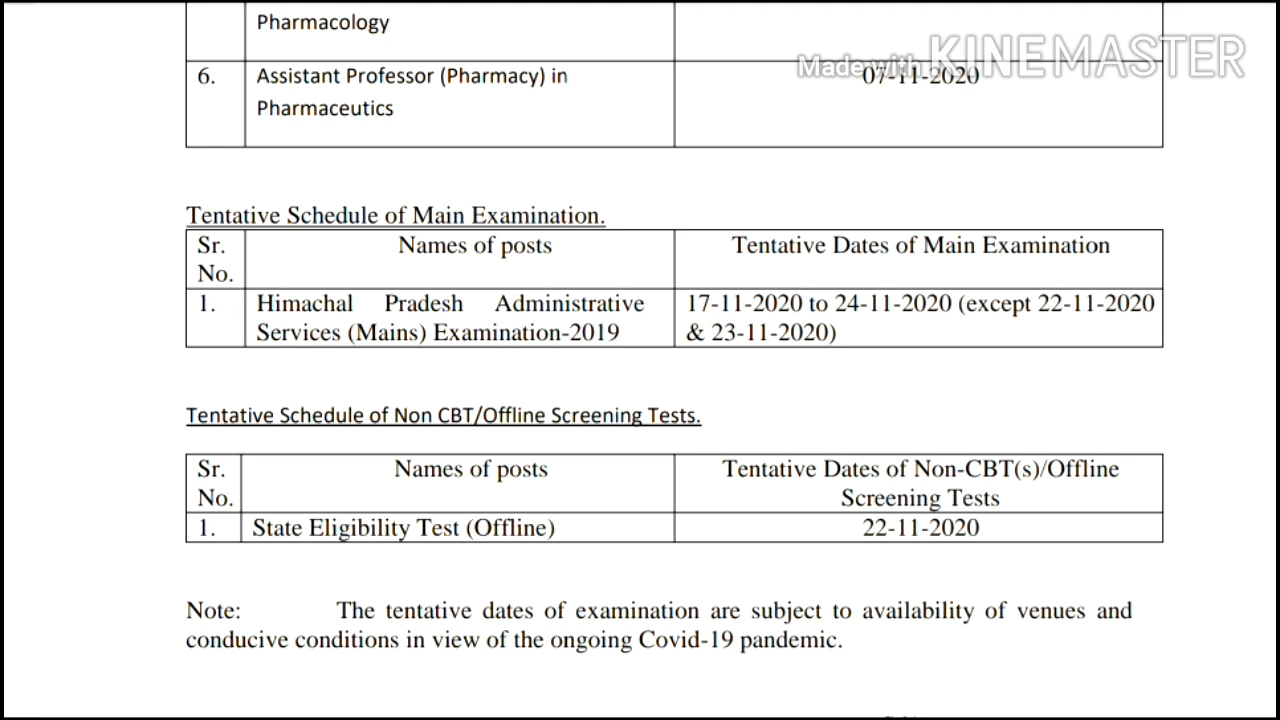 Pharmacology
Made with KINEMASTER
6. Assistant Professor (Pharmacy) in 07-11-2020
Pharmaceutics
Tentative Schedule of Main Examination.
Sr. Names of posts Tentative Dates of Main Examination
No.
1. Himachal Pradesh Administrative 17-11-2020 to 24-11-2020 (except 22-11-2020
Services (Mains) Examination-2019 & 23-11-2020)
Tentative Schedule of Non CBT/Offline Screening Tests.
Sr. Names of posts Tentative Dates of Non-CBT(s)/Offline
No. Screening Tests
1. State Eligibility Test (Offline) 22-11-2020
Note: The tentative dates of examination are subject to availability of venues and
conducive conditions in view of the ongoing Covid-19 pandemic.